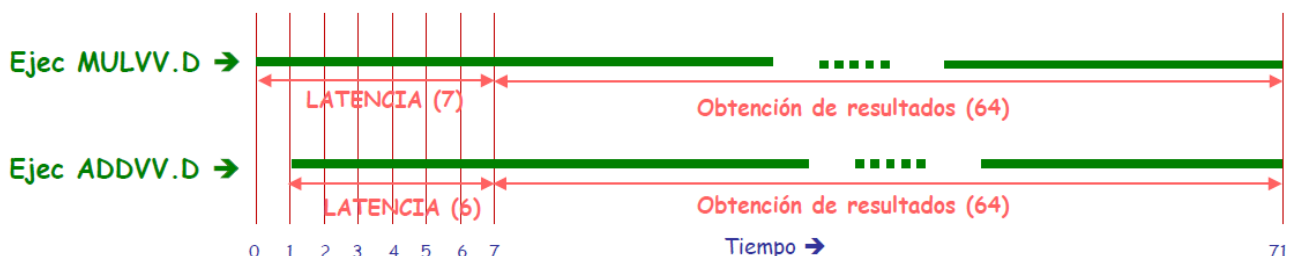 Ejec MULVV.D ➔
LATENCIA (7)
Obtención de resultados (64)
Ejec ADDVV.D ➔
LATENCIA (6)
Obtención de resultados (64)
0 1 2 3 4 5 6 7 Tiempo ➔ 71